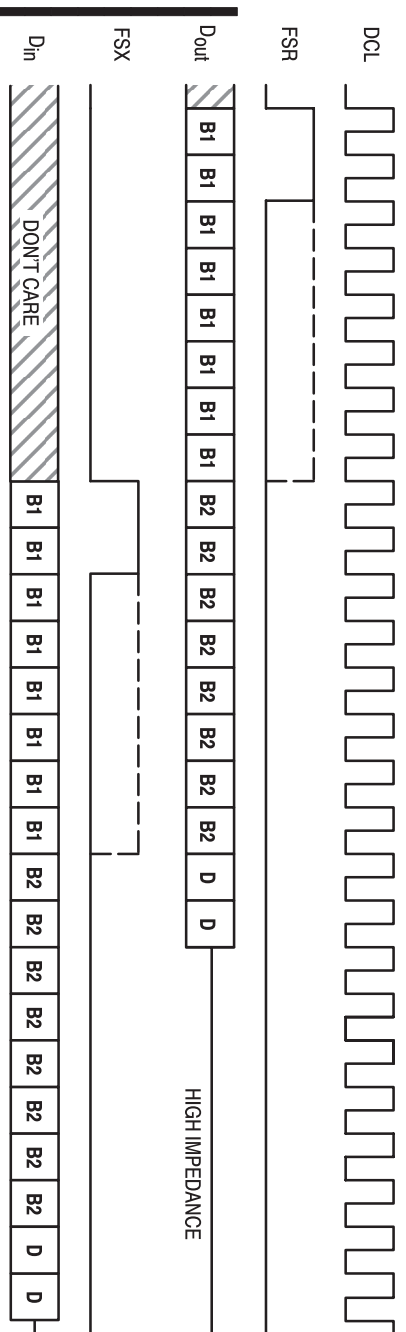 DCL
FSR
D_out B1 B1 B1 B1 B1 B1 B1 B1 B2 B2 B2 B2 B2 B2 B2 B2 D D HIGH IMPEDANCE
FSX
D_in DON'T CARE B1 B1 B1 B1 B1 B1 B1 B1 B2 B2 B2 B2 B2 B2 B2 B2 D D